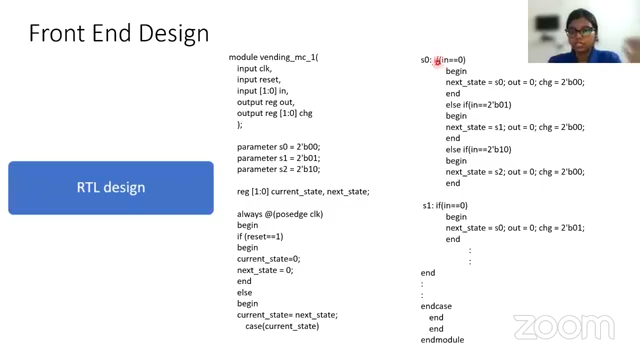 Front End Design
RTL design
module vending_mc_1(
input clk,
input reset,
input [1:0] in,
output reg out,
output reg [1:0] chg
);
parameter s0 = 2'b00;
parameter s1 = 2'b01;
parameter s2 = 2'b10;
reg [1:0] current_state, next_state;
always @(posedge clk)
begin
if (reset==1)
begin
current_state=0;
next_state = 0;
end
else
begin
current_state= next_state;
case(current_state)
s0: if(in==0)
begin
next_state = s0; out = 0; chg = 2'b00;
end
else if(in==2'b01)
begin
next_state = s1; out = 0; chg = 2'b00;
end
else if(in==2'b10)
begin
next_state = s2; out = 0; chg = 2'b00;
end
s1: if(in==0)
begin
next_state = s0; out = 0; chg = 2'b01;
end
:
:
end
:
:
endcase
end
end
endmodule
zoom